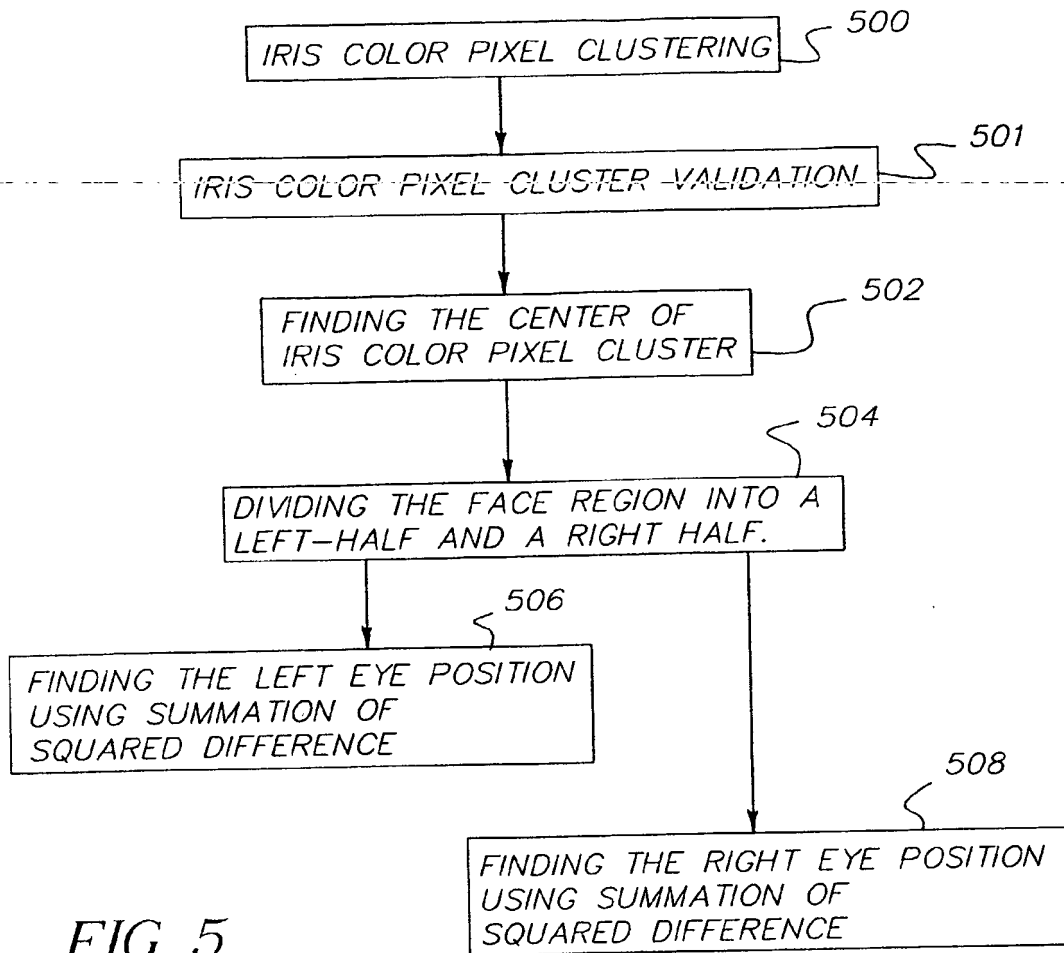 500
IRIS COLOR PIXEL CLUSTERING
501
IRIS COLOR PIXEL CLUSTER VALIDATION
502
FINDING THE CENTER OF
IRIS COLOR PIXEL CLUSTER
504
DIVIDING THE FACE REGION INTO A
LEFT-HALF AND A RIGHT HALF.
506
FINDING THE LEFT EYE POSITION
USING SUMMATION OF
SQUARED DIFFERENCE
508
FINDING THE RIGHT EYE POSITION
USING SUMMATION OF
SQUARED DIFFERENCE
FIG. 5